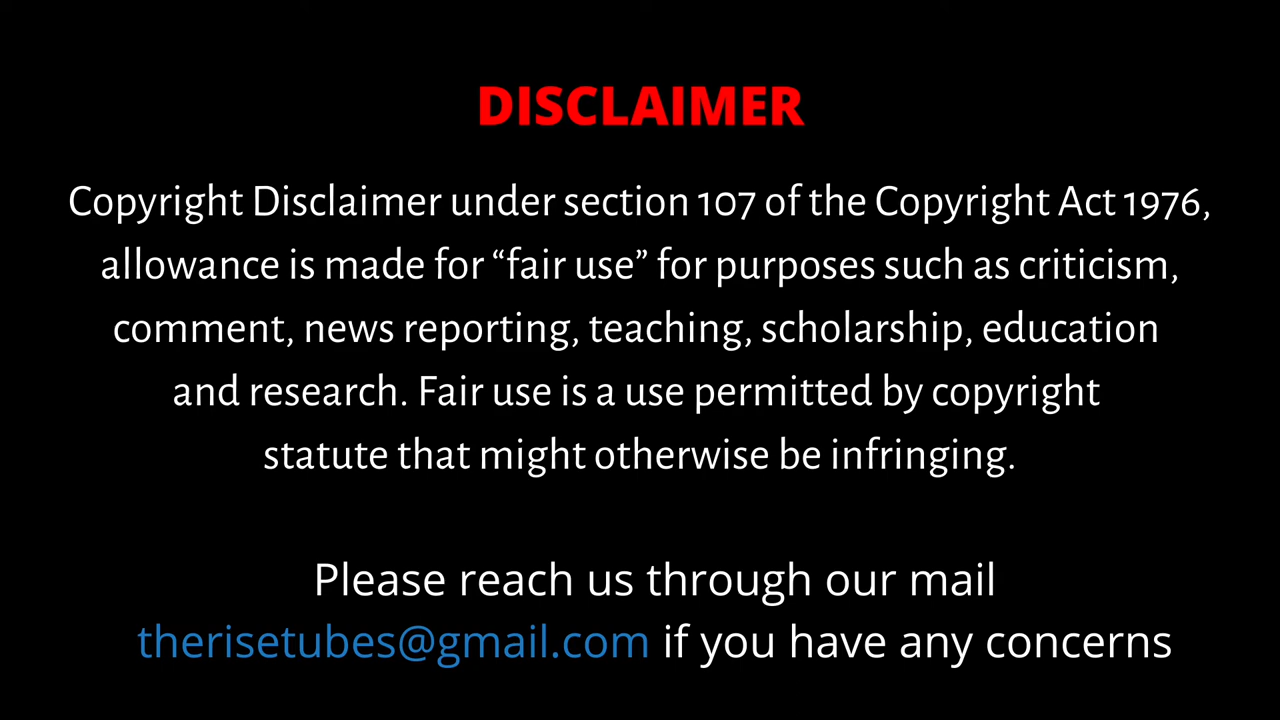 DISCLAIMER
Copyright Disclaimer under section 107 of the Copyright Act 1976,
allowance is made for “fair use” for purposes such as criticism,
comment, news reporting, teaching, scholarship, education
and research. Fair use is a use permitted by copyright
statute that might otherwise be infringing.
Please reach us through our mail
therisetubes@gmail.com if you have any concerns